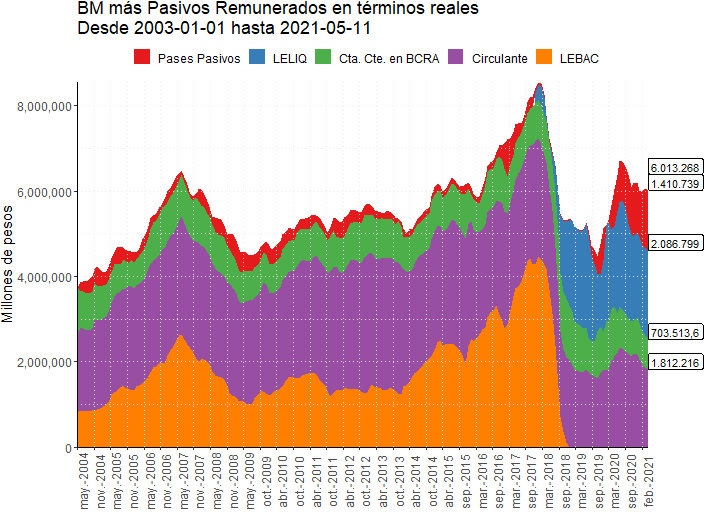 BM más Pasivos Remunerados en términos reales
Desde 2003-01-01 hasta 2021-05-11
Pases Pasivos LELIQ Cta. Cte. en BCRA Circulante LEBAC
Millones de pesos
8,000,000
6,000,000
4,000,000
2,000,000
0
6.013.268
1.410.739
2.086.799
703.513,6
1.812.216
may.-2004
nov.-2004
may.-2005
nov.-2005
may.-2006
nov.-2006
may.-2007
nov.-2007
may.-2008
nov.-2008
may.-2009
oct.-2009
abr.-2010
oct.-2010
abr.-2011
oct.-2011
abr.-2012
oct.-2012
abr.-2013
oct.-2013
abr.-2014
oct.-2014
abr.-2015
sep.-2015
mar.-2016
sep.-2016
mar.-2017
sep.-2017
mar.-2018
sep.-2018
mar.-2019
sep.-2019
mar.-2020
sep.-2020
feb.-2021